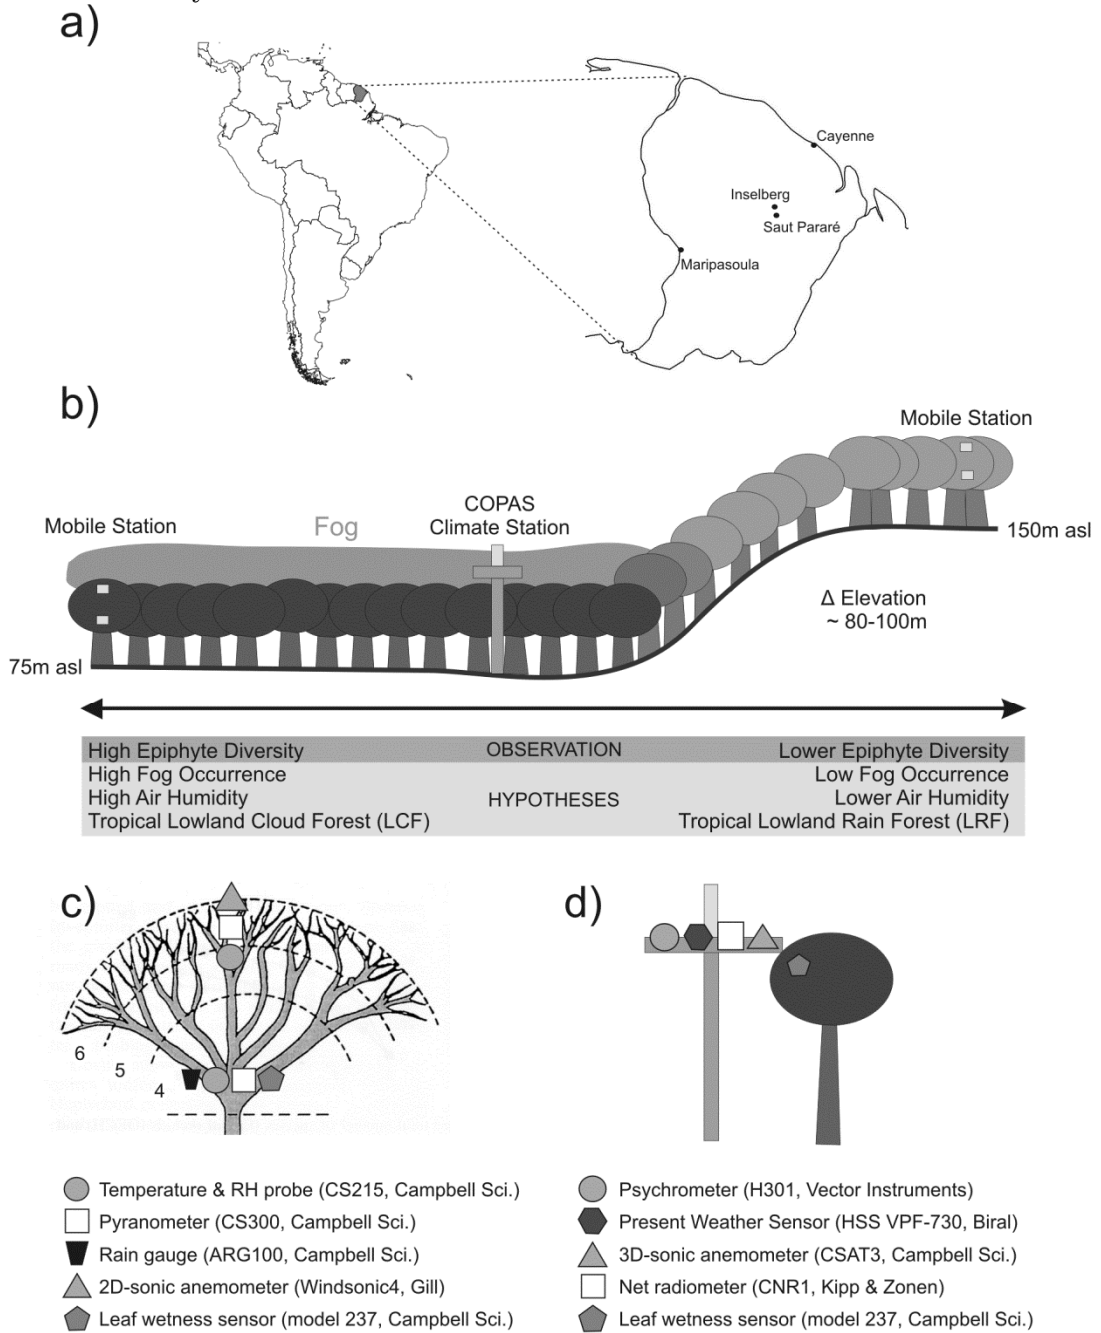 a)
Cayenne
Inselberg
Saut Pararé
Maripasoula
b)
Mobile Station
COPAS
Climate Station
Mobile Station
Fog
150m asl
Δ Elevation
~ 80-100m
75m asl
High Epiphyte Diversity OBSERVATION Lower Epiphyte Diversity
High Fog Occurrence Low Fog Occurrence
High Air Humidity HYPOTHESES Lower Air Humidity
Tropical Lowland Cloud Forest (LCF) Tropical Lowland Rain Forest (LRF)
c)
6
5
4
d)
Temperature & RH probe (CS215, Campbell Sci.)
Pyranometer (CS300, Campbell Sci.)
Rain gauge (ARG100, Campbell Sci.)
2D-sonic anemometer (Windsonic4, Gill)
Leaf wetness sensor (model 237, Campbell Sci.)
Psychrometer (H301, Vector Instruments)
Present Weather Sensor (HSS VPF-730, Biral)
3D-sonic anemometer (CSAT3, Campbell Sci.)
Net radiometer (CNR1, Kipp & Zonen)
Leaf wetness sensor (model 237, Campbell Sci.)